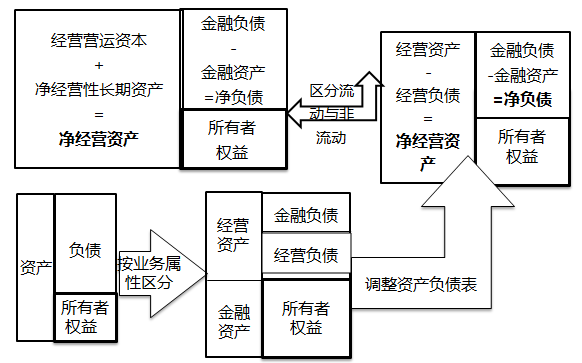 经营营运资本
+
净经营性长期资产
=
净经营资产
金融负债
-
金融资产
=净负债
所有者
权益
区分流
动与非
流动
经营资产
-
经营负债
=
净经营资
产
金融负债
-金融资产
=净负债
所有者
权益
资产
负债
所有者
权益
按业务属
性区分
经营
资产
金融
资产
金融负债
经营负债
所有者
权益
调整资产负债表